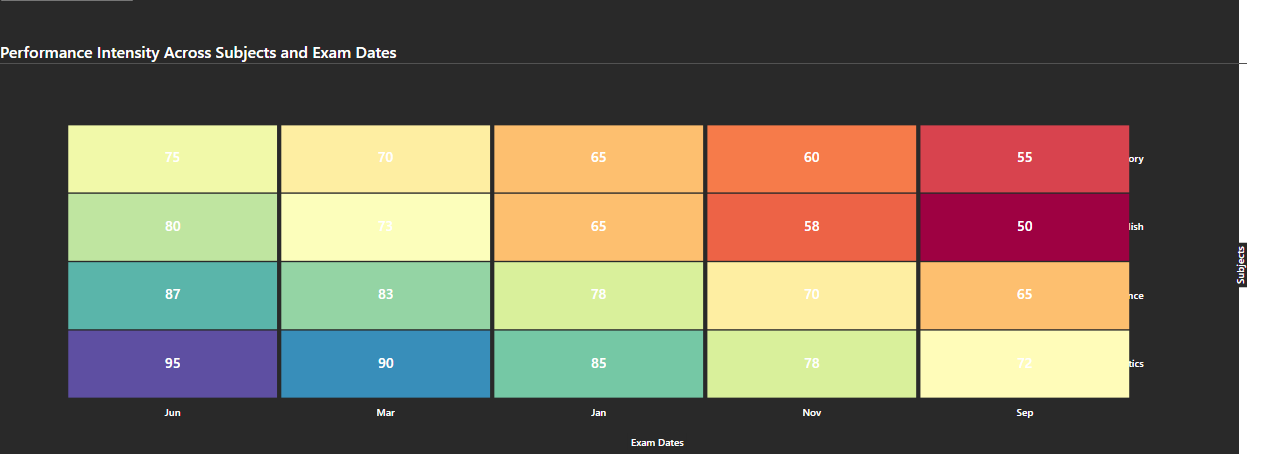 Performance Intensity Across Subjects and Exam Dates
75 70 65 60 55 ory
80 73 65 58 50 lish
87 83 78 70 65 nce
95 90 85 78 72 tics
Subjects
Jun Mar Jan Nov Sep
Exam Dates